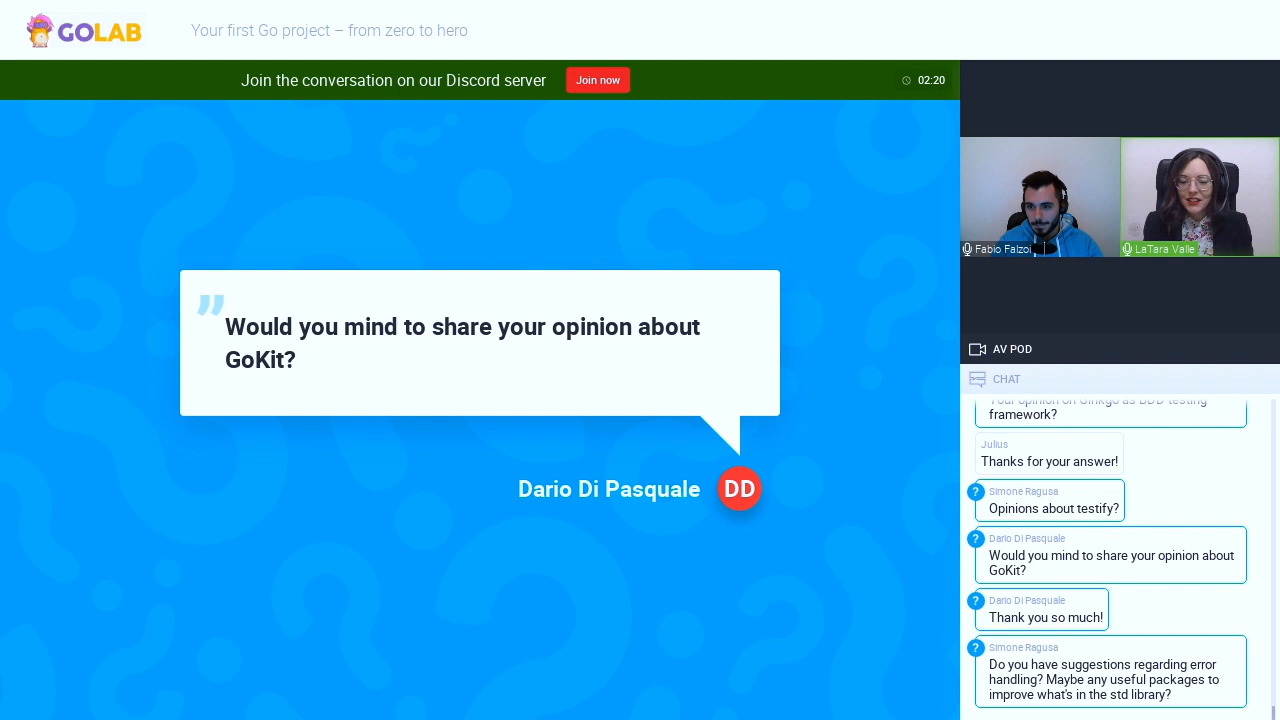 GOLAB
Your first Go project – from zero to hero
Join the conversation on our Discord server
Join now
02:20
”
Would you mind to share your opinion about
GoKit?
Dario Di Pasquale
DD
Fabio Falzoi
LaTara Valle
AV POD
CHAT
Your opinion on Ginkgo as BDD testing
framework?
Julius
Thanks for your answer!
?
Simone Ragusa
Opinions about testify?
?
Dario Di Pasquale
Would you mind to share your opinion about
GoKit?
?
Dario Di Pasquale
Thank you so much!
?
Simone Ragusa
Do you have suggestions regarding error
handling? Maybe any useful packages to
improve what's in the std library?